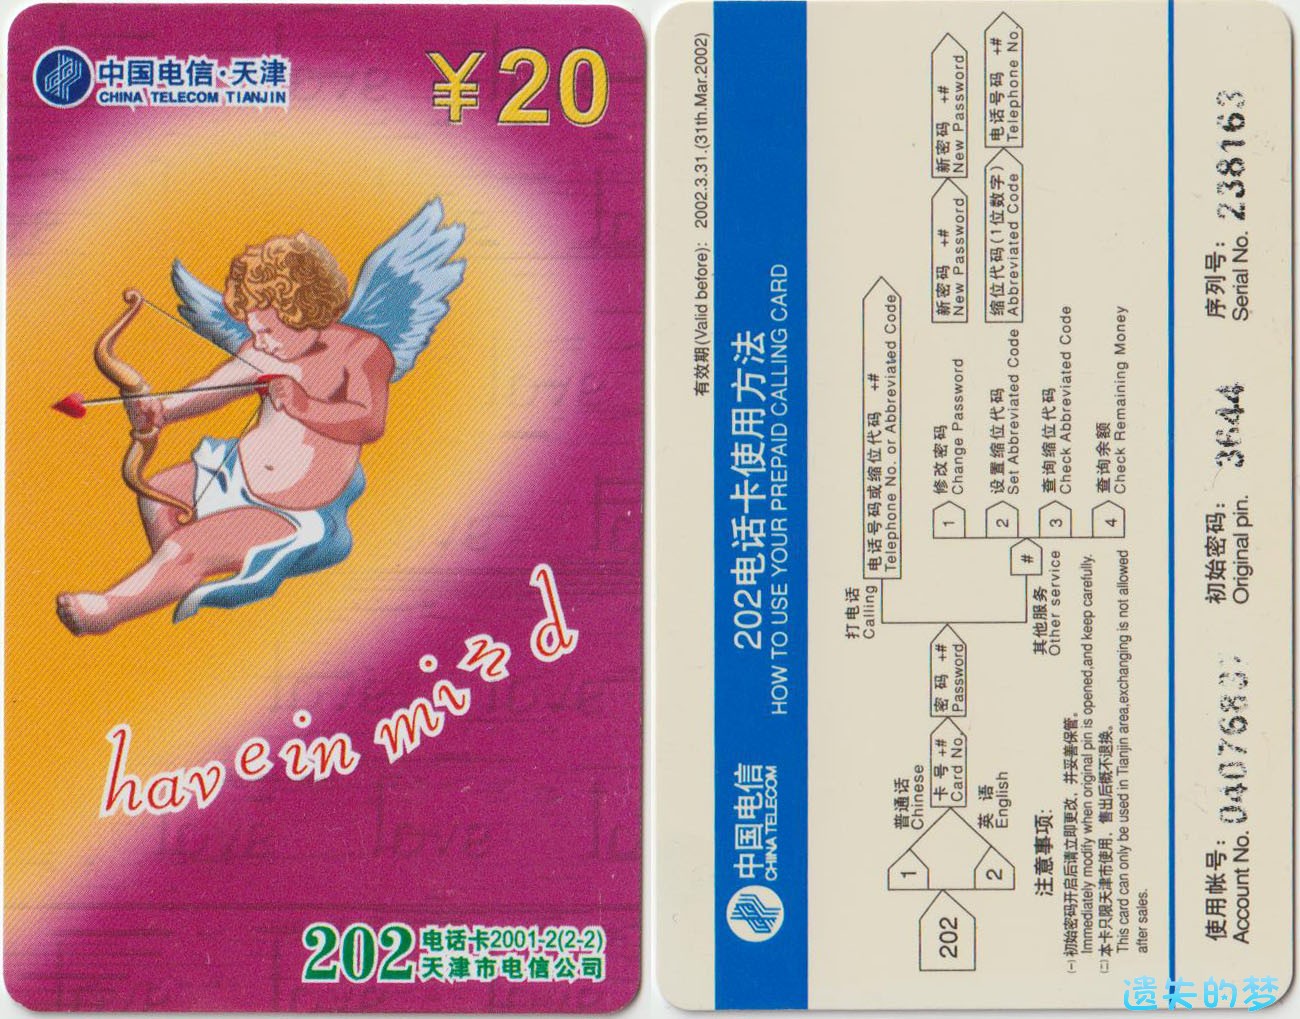 中国电信·天津
CHINA TELECOM TIANJIN
¥20
have in mind
202 电话卡2001-2(2-2)
天津市电信公司
有效期(Valid before): 2002.3.31.(31th.Mar.2002)
中国电信
CHINA TELECOM
202电话卡使用方法
HOW TO USE YOUR PREPAID CALLING CARD
202
1
普通话
Chinese
2
英语
English
卡号 +#
Card No.
密码 +#
Password
打电话
Calling
电话号码或缩位代码 +#
Telephone No. or Abbreviated Code
其他服务
Other service
#
1
修改密码
Change Password
新密码 +#
New Password
新密码 +#
New Password
2
设置缩位代码
Set Abbreviated Code
缩位代码(1位数字)
Abbreviated Code
电话号码 +#
Telephone No.
3
查询缩位代码
Check Abbreviated Code
4
查询余额
Check Remaining Money
注意事项:
(一)初始密码开启后请立即更改，并妥善保管。
Immediately modify when original pin is opened,and keep carefully.
(二)本卡只限天津市使用，售出后概不退换。
This card can only be used in Tianjin area,exchanging is not allowed
after sales.
使用帐号:
Account No.
初始密码: 3644
Original pin.
序列号: 238163
Serial No.
遗失的梦